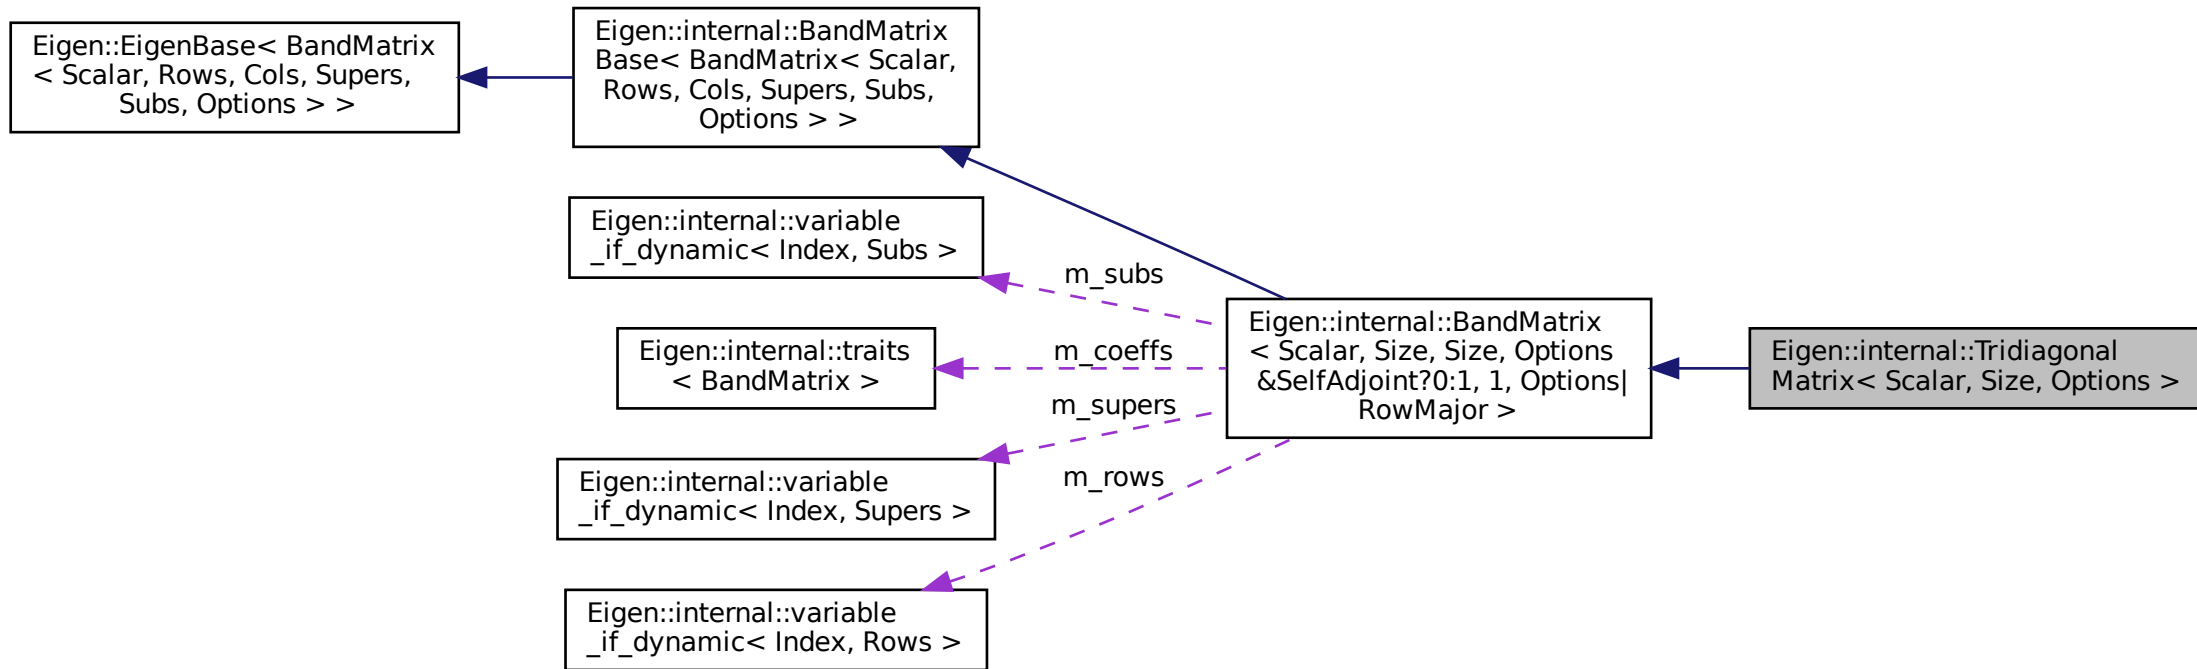 Eigen::EigenBase< BandMatrix
< Scalar, Rows, Cols, Supers,
Subs, Options > >
Eigen::internal::BandMatrix
Base< BandMatrix< Scalar,
Rows, Cols, Supers, Subs,
Options > >
Eigen::internal::variable
_if_dynamic< Index, Subs >
m_subs
Eigen::internal::traits
< BandMatrix >
m_coeffs
Eigen::internal::variable
_if_dynamic< Index, Supers >
m_supers
Eigen::internal::variable
_if_dynamic< Index, Rows >
m_rows
Eigen::internal::BandMatrix
< Scalar, Size, Size, Options
&SelfAdjoint?0:1, 1, Options|
RowMajor >
Eigen::internal::Tridiagonal
Matrix< Scalar, Size, Options >